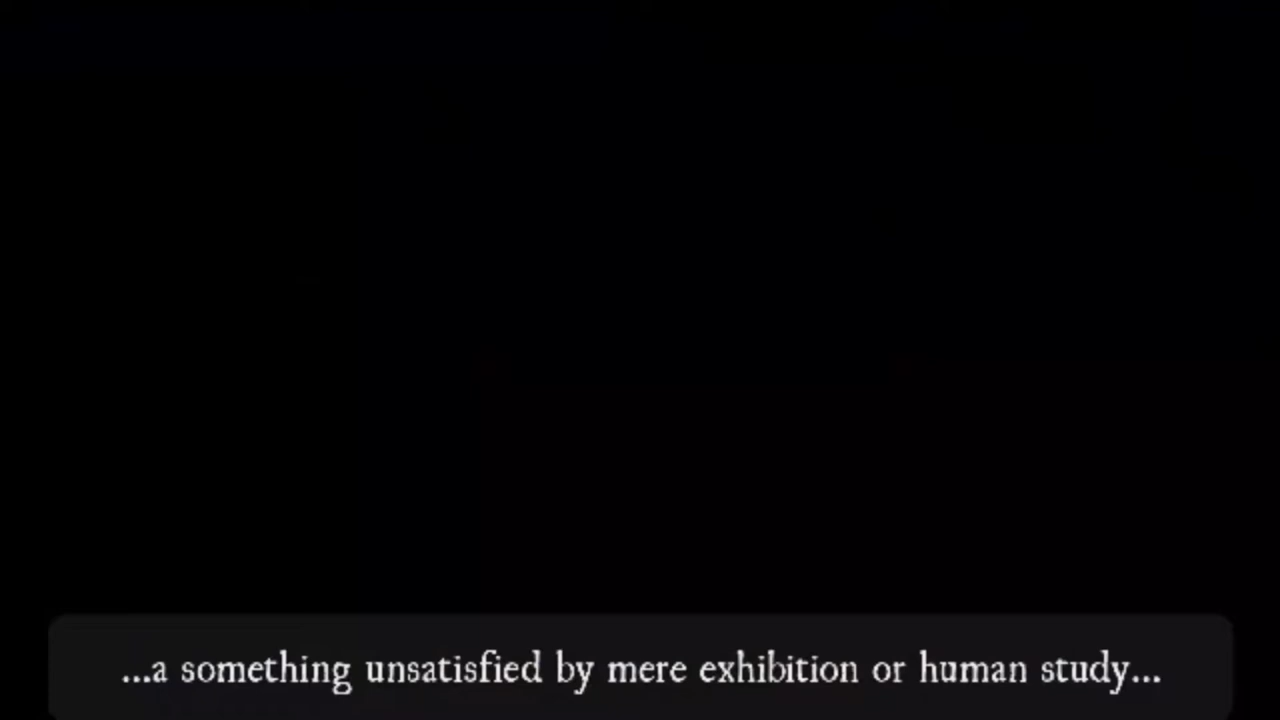 ...a something unsatisfied by mere exhibition or human study...